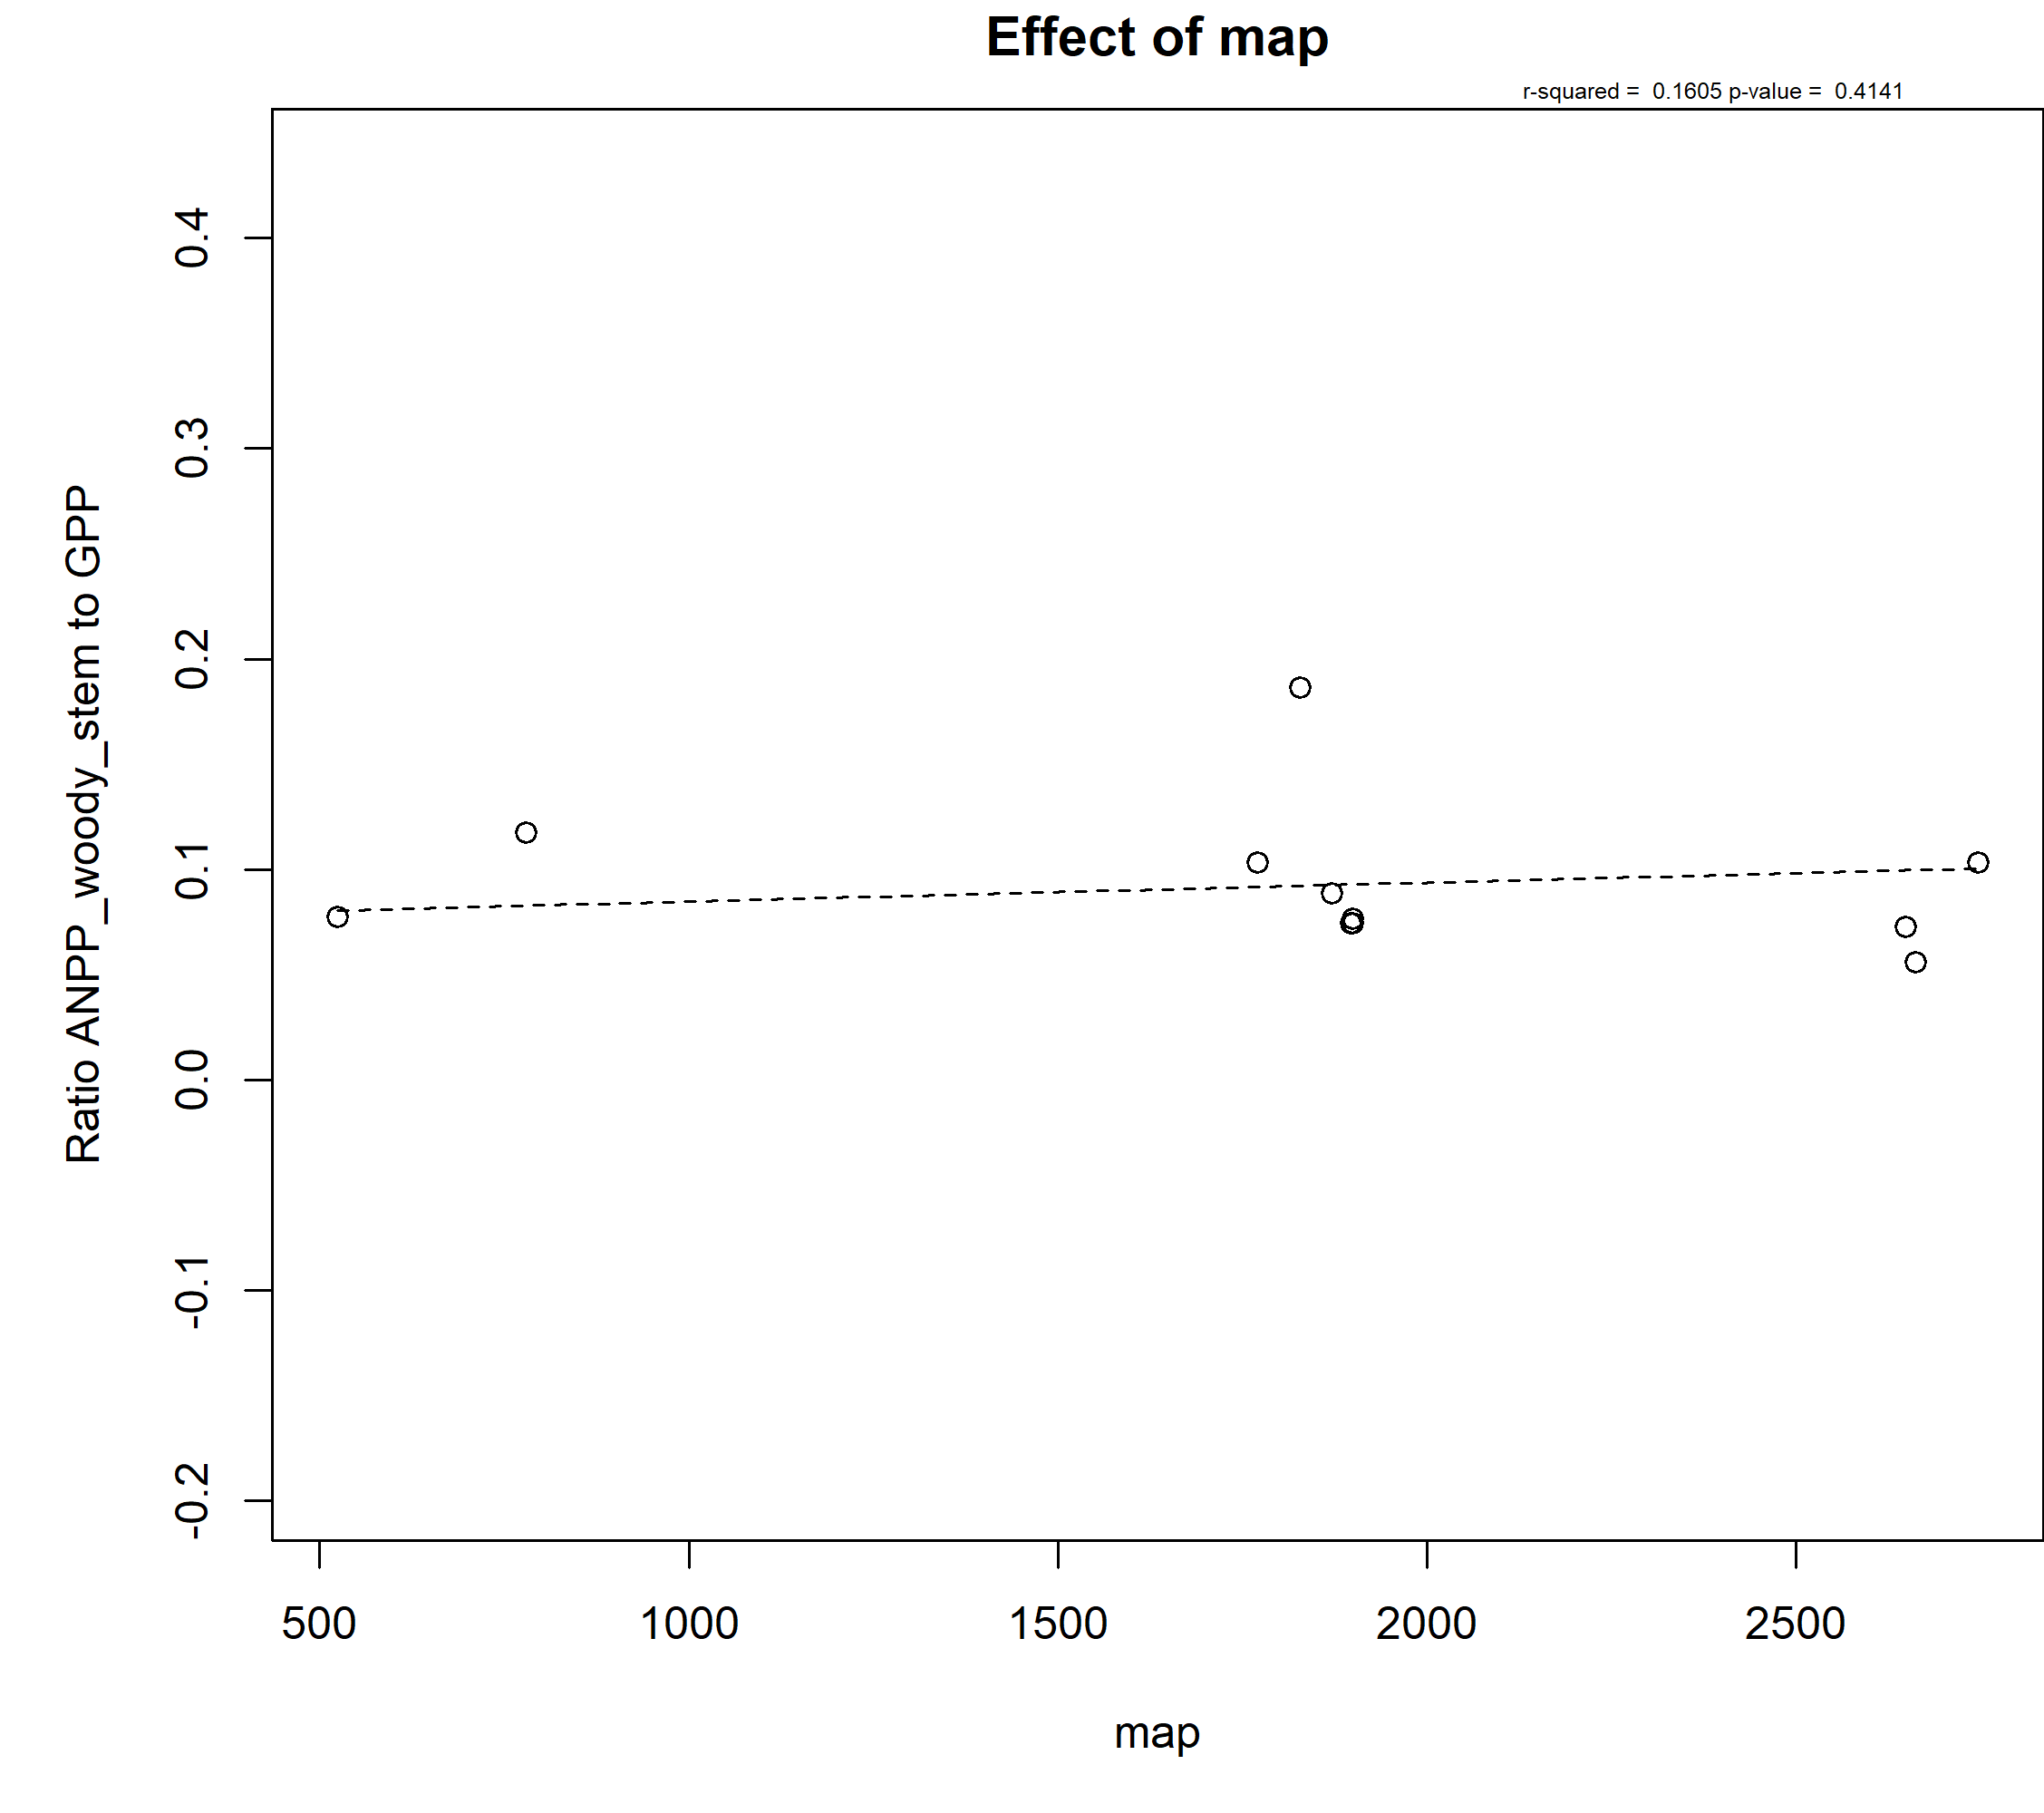 Effect of map
r-squared =  0.1605 p-value =  0.4141
Ratio ANPP_woody_stem to GPP
0.4
0.3
0.2
0.1
0.0
-0.1
-0.2
500 1000 1500 2000 2500
map